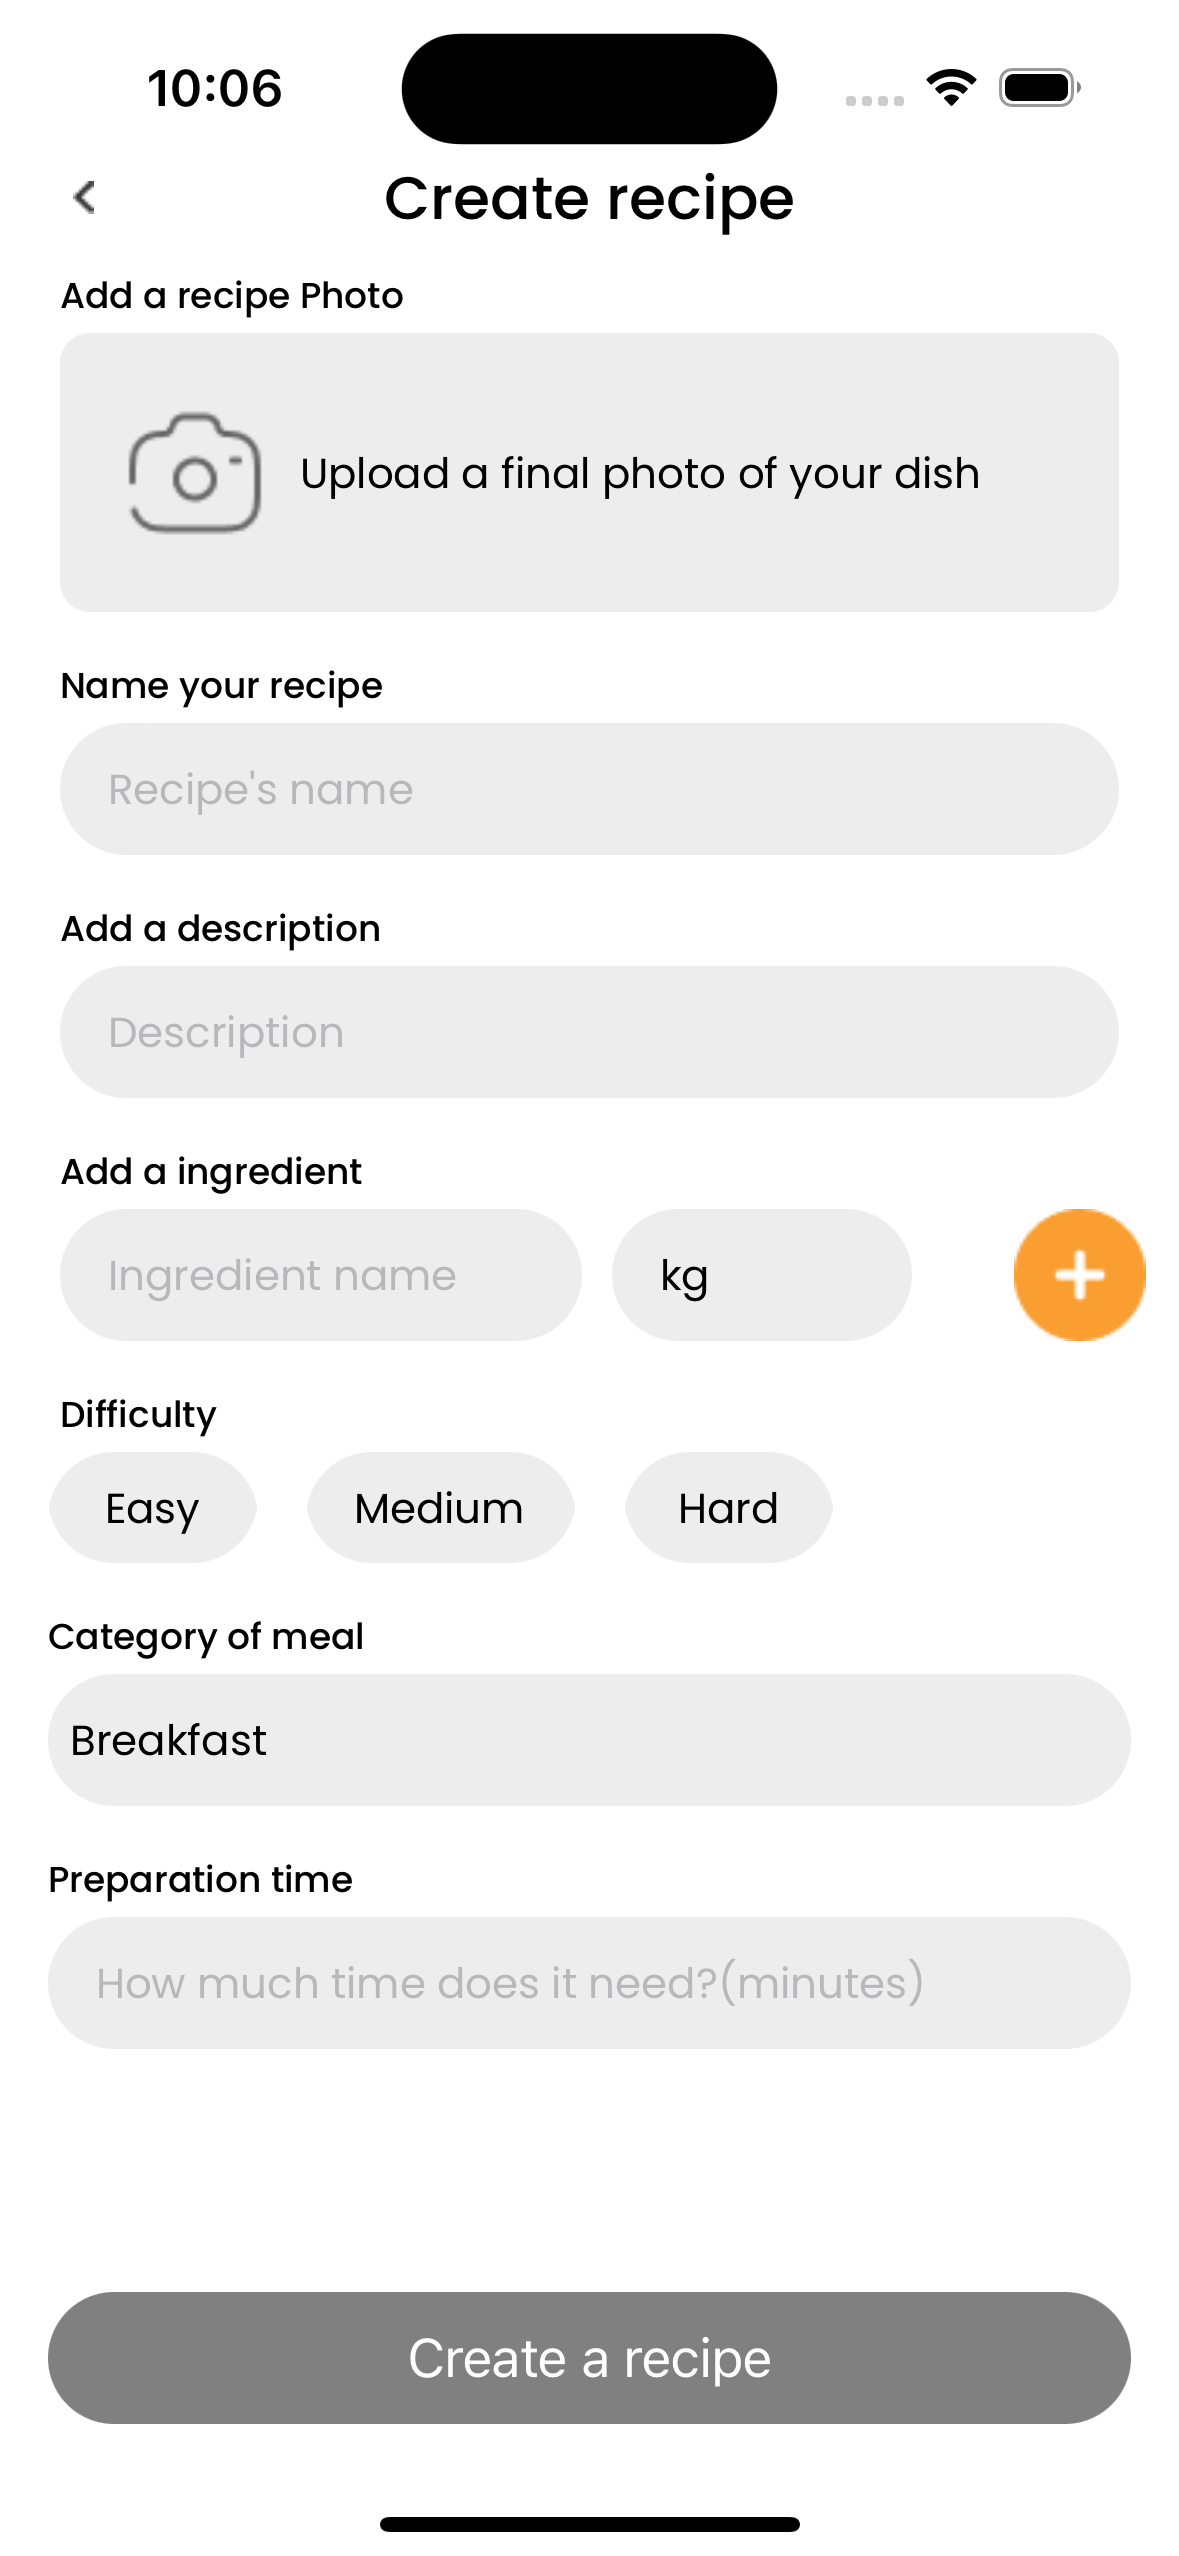 10:06
Create recipe
Add a recipe Photo
Upload a final photo of your dish
Name your recipe
Recipe's name
Add a description
Description
Add a ingredient
Ingredient name kg
Difficulty
Easy Medium Hard
Category of meal
Breakfast
Preparation time
How much time does it need?(minutes)
Create a recipe